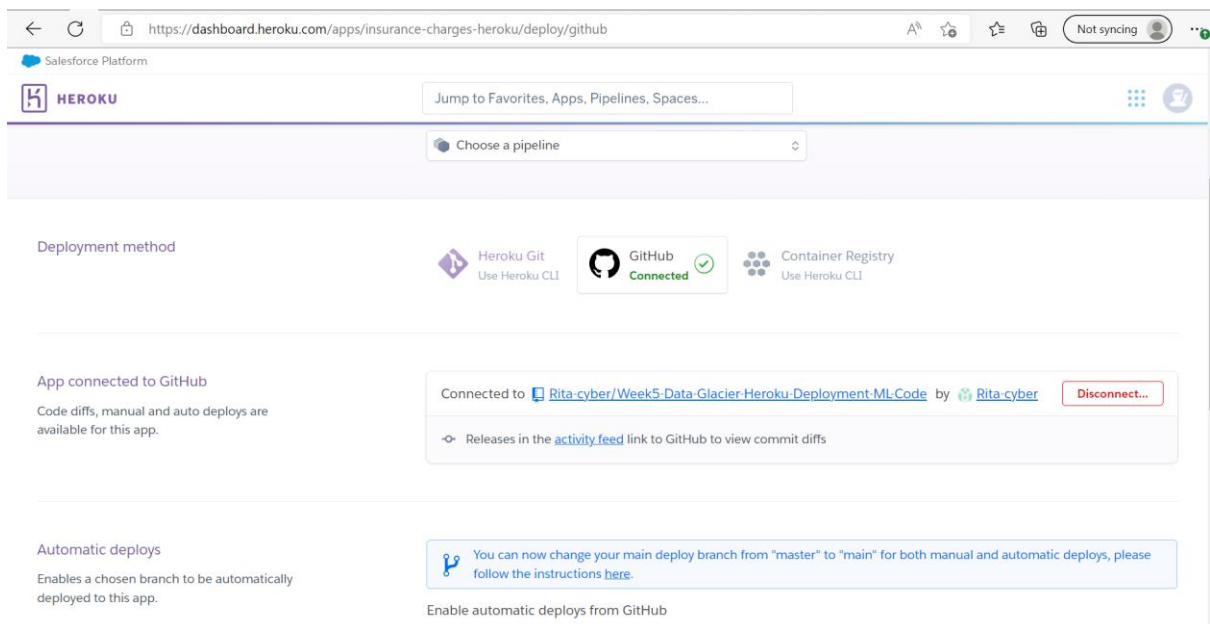 https://dashboard.heroku.com/apps/insurance-charges-heroku/deploy/github
Not syncing
Salesforce Platform
HEROKU
Jump to Favorites, Apps, Pipelines, Spaces...
Choose a pipeline
Deployment method
Heroku Git
Use Heroku CLI
GitHub
Connected
Container Registry
Use Heroku CLI
App connected to GitHub
Code diffs, manual and auto deploys are
available for this app.
Connected to Rita-cyber/Week5-Data-Glacier-Heroku-Deployment-ML-Code by Rita-cyber
Disconnect...
Releases in the activity feed link to GitHub to view commit diffs
Automatic deploys
Enables a chosen branch to be automatically
deployed to this app.
You can now change your main deploy branch from "master" to "main" for both manual and automatic deploys, please
follow the instructions here.
Enable automatic deploys from GitHub